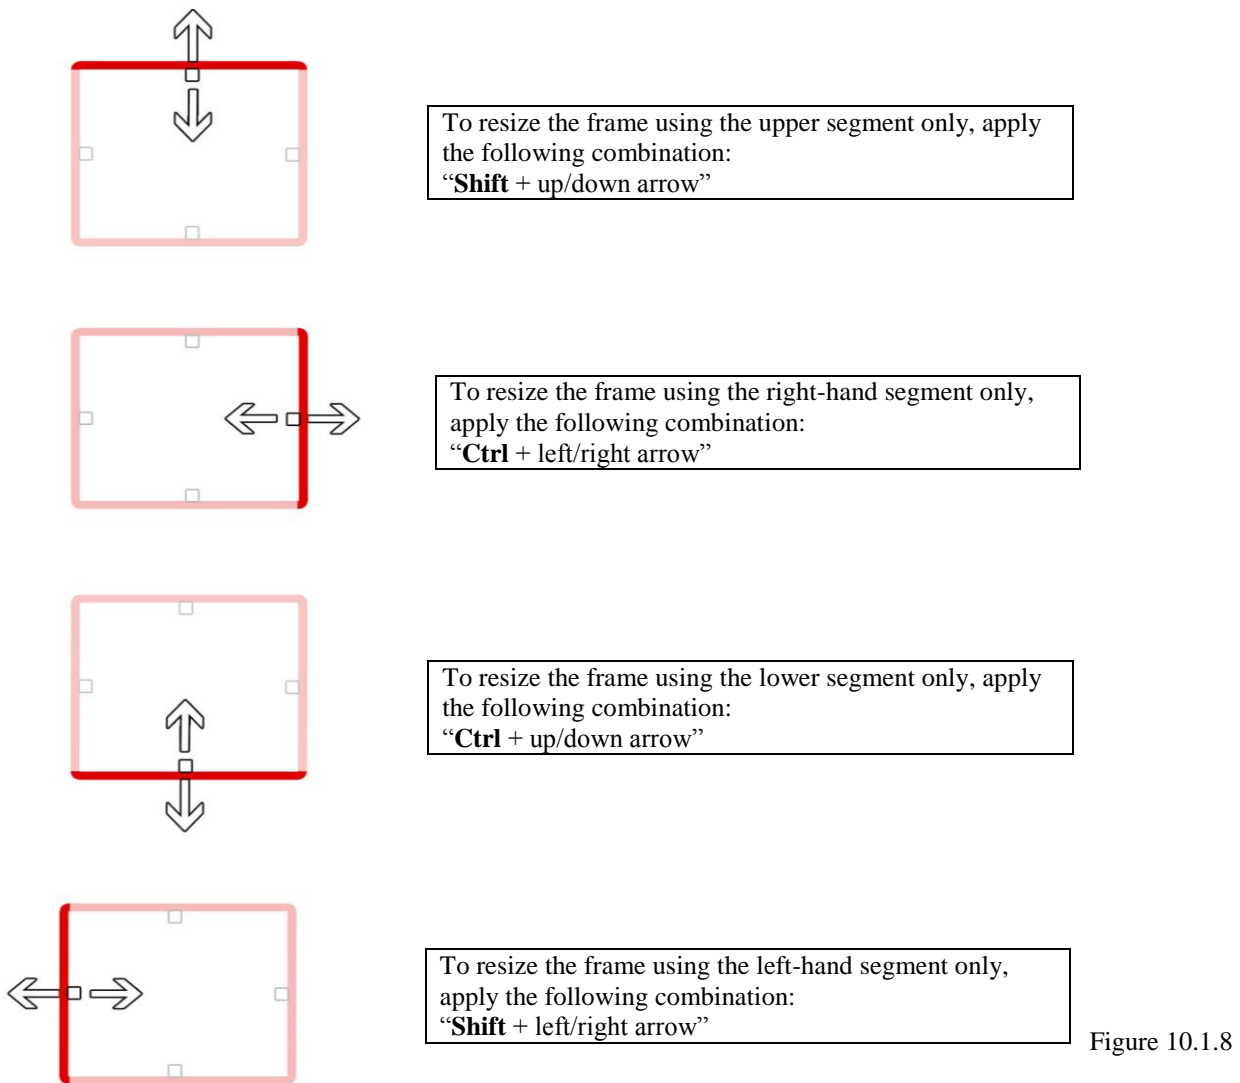 To resize the frame using the upper segment only, apply
the following combination:
“Shift + up/down arrow”
To resize the frame using the right-hand segment only,
apply the following combination:
“Ctrl + left/right arrow”
To resize the frame using the lower segment only, apply
the following combination:
“Ctrl + up/down arrow”
To resize the frame using the left-hand segment only,
apply the following combination:
“Shift + left/right arrow”
Figure 10.1.8